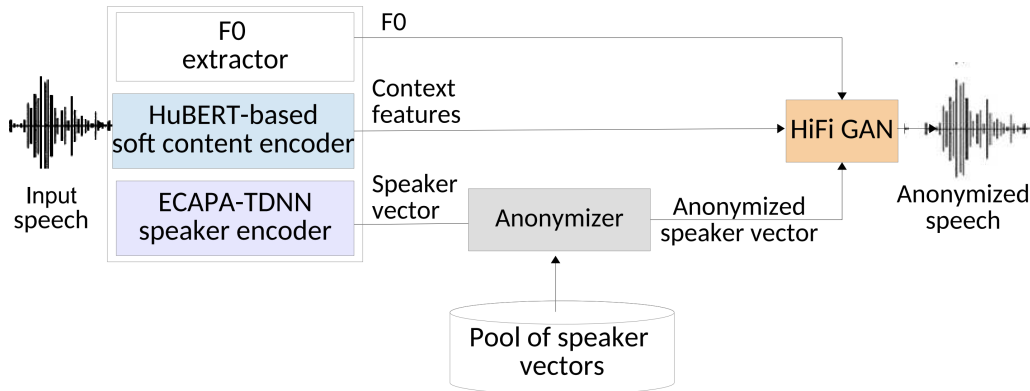 F0
extractor
F0
HuBERT-based
soft content encoder
Context
features
HiFi GAN
Input
speech
ECAPA-TDNN
speaker encoder
Speaker
vector
Anonymizer
Anonymized
speaker vector
Anonymized
speech
Pool of speaker
vectors